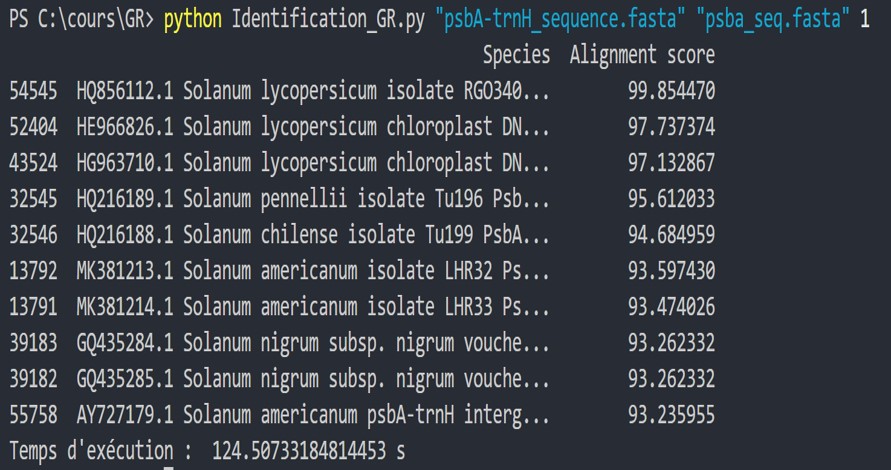 PS C:\cours\GR> python Identification_GR.py "psbA-trnH_sequence.fasta" "psba_seq.fasta" 1
Species Alignment score
54545 HQ856112.1 Solanum lycopersicum isolate RGO340... 99.854470
52404 HE966826.1 Solanum lycopersicum chloroplast DN... 97.737374
43524 HG963710.1 Solanum lycopersicum chloroplast DN... 97.132867
32545 HQ216189.1 Solanum pennellii isolate Tu196 Psb... 95.612033
32546 HQ216188.1 Solanum chilense isolate Tu199 PsbA... 94.684959
13792 MK381213.1 Solanum americanum isolate LHR32 Ps... 93.597430
13791 MK381214.1 Solanum americanum isolate LHR33 Ps... 93.474026
39183 GQ435284.1 Solanum nigrum subsp. nigrum vouche... 93.262332
39182 GQ435285.1 Solanum nigrum subsp. nigrum vouche... 93.262332
55758 AY727179.1 Solanum americanum psbA-trnH interg... 93.235955
Temps d'exécution : 124.50733184814453 s